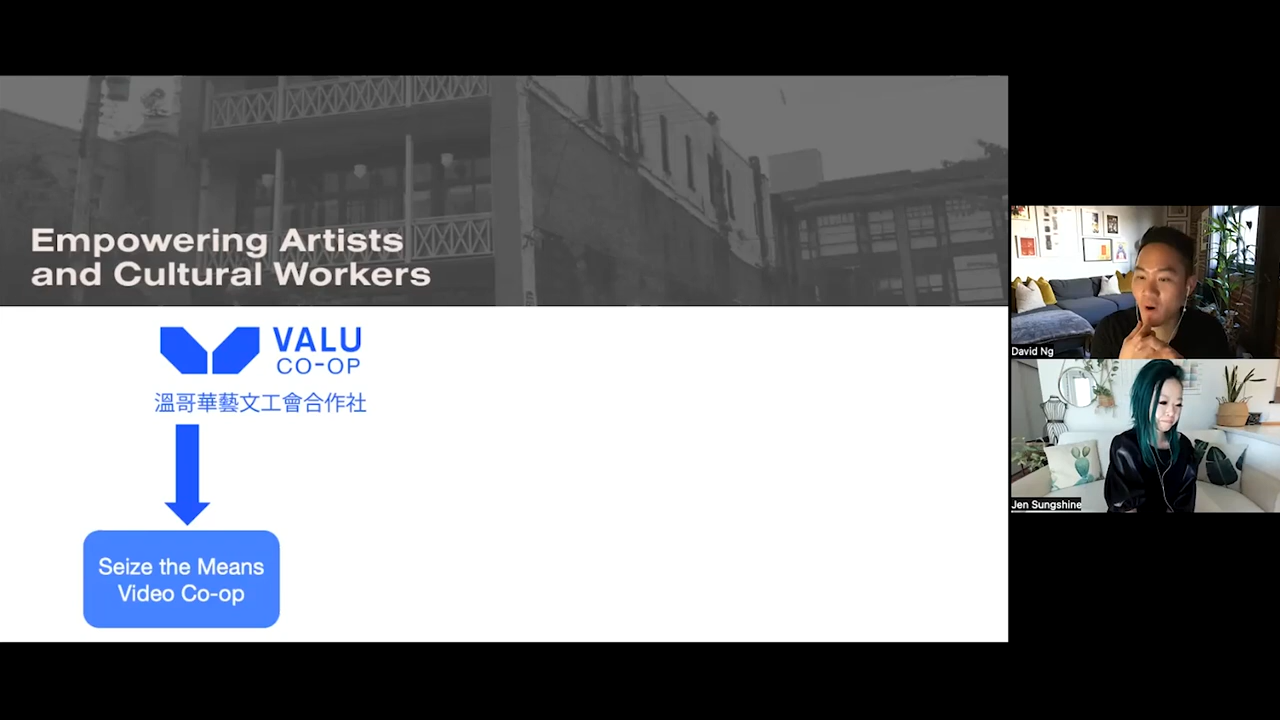 Empowering Artists
and Cultural Workers
VALU
CO-OP
溫哥華藝文工會合作社
Seize the Means
Video Co-op
David Ng
Jen Sungshine